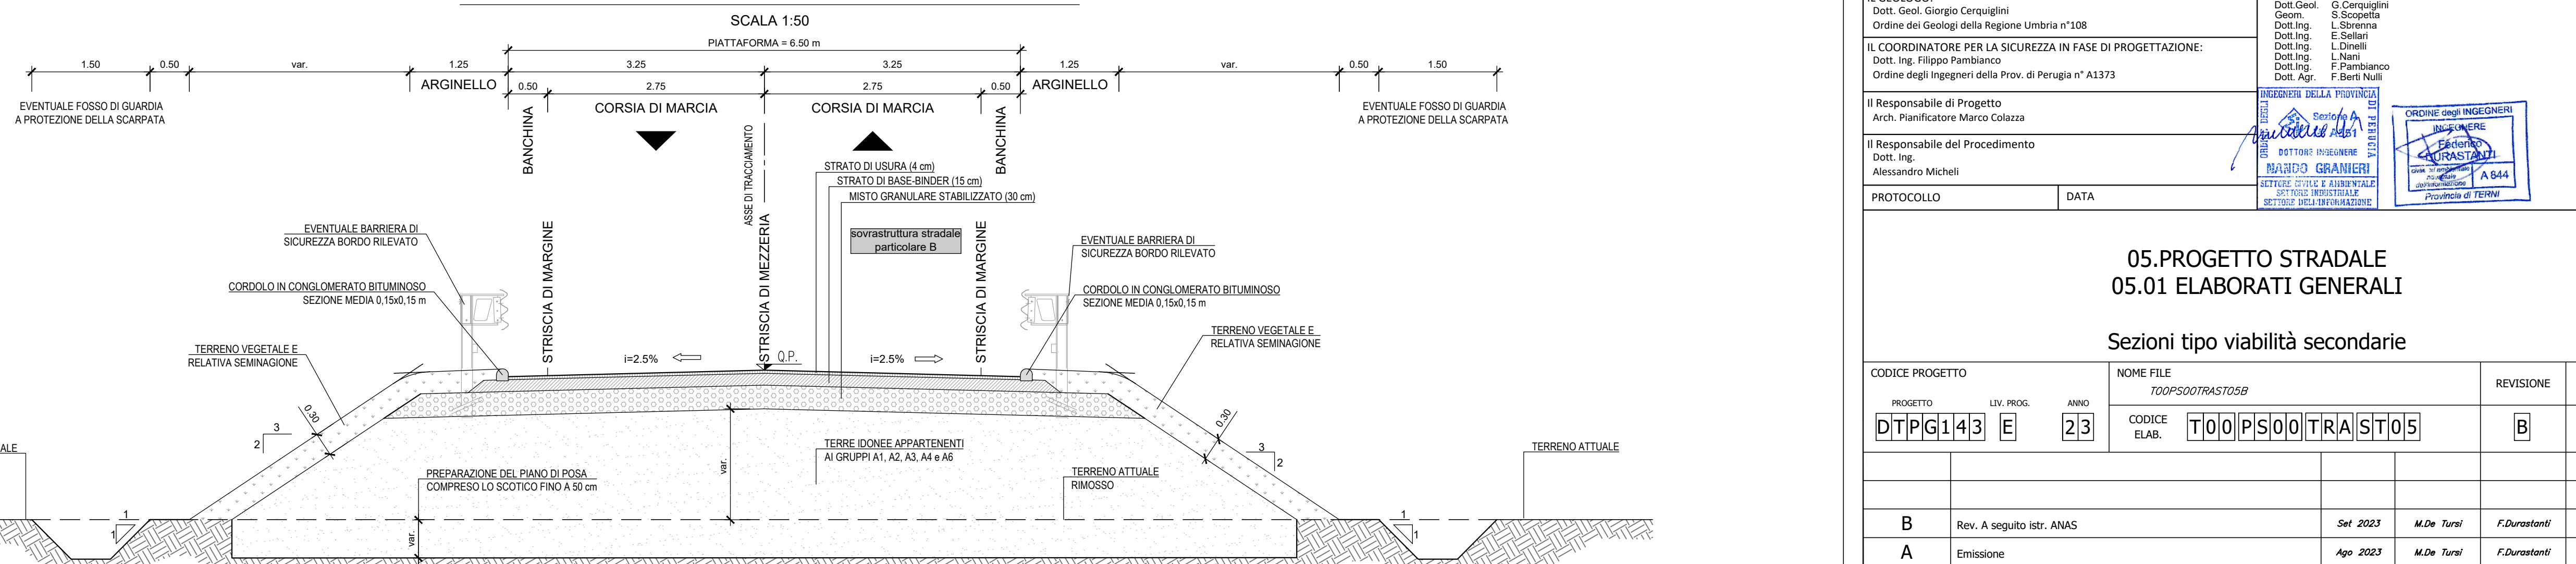 SCALA 1:50
PIATTAFORMA = 6.50 m
1.50
0.50
var.
1.25
3.25
3.25
1.25
var.
0.50
1.50
ARGINELLO
0.50
2.75
2.75
0.50
ARGINELLO
EVENTUALE FOSSO DI GUARDIA
A PROTEZIONE DELLA SCARPATA
BANCHINA
CORSIA DI MARCIA
ASSE DI TRACCIAMENTO
CORSIA DI MARCIA
BANCHINA
EVENTUALE FOSSO DI GUARDIA
A PROTEZIONE DELLA SCARPATA
STRATO DI USURA (4 cm)
STRATO DI BASE-BINDER (15 cm)
MISTO GRANULARE STABILIZZATO (30 cm)
sovrastruttura stradale
particolare B
EVENTUALE BARRIERA DI
SICUREZZA BORDO RILEVATO
STRISCIA DI MARGINE
STRISCIA DI MEZZERIA
STRISCIA DI MARGINE
EVENTUALE BARRIERA DI
SICUREZZA BORDO RILEVATO
CORDOLO IN CONGLOMERATO BITUMINOSO
SEZIONE MEDIA 0,15x0,15 m
CORDOLO IN CONGLOMERATO BITUMINOSO
SEZIONE MEDIA 0,15x0,15 m
TERRENO VEGETALE E
RELATIVA SEMINAGIONE
TERRENO VEGETALE E
RELATIVA SEMINAGIONE
i=2.5%
Q.P.
i=2.5%
0.30
3
2
0.30
3
2
ALE
var.
TERRE IDONEE APPARTENENTI
AI GRUPPI A1, A2, A3, A4 e A6
PREPARAZIONE DEL PIANO DI POSA
COMPRESO LO SCOTICO FINO A 50 cm
TERRENO ATTUALE
RIMOSSO
TERRENO ATTUALE
1
1
var.
1
1
IL GEOLOGO:
Dott. Geol. Giorgio Cerquiglini
Ordine dei Geologi della Regione Umbria n°108
IL COORDINATORE PER LA SICUREZZA IN FASE DI PROGETTAZIONE:
Dott. Ing. Filippo Pambianco
Ordine degli Ingegneri della Prov. di Perugia n° A1373
Il Responsabile di Progetto
Arch. Pianificatore Marco Colazza
Il Responsabile del Procedimento
Dott. Ing.
Alessandro Micheli
PROTOCOLLO
DATA
Dott.Geol. G.Cerquiglini
Geom. S.Scopetta
Dott.Ing. L.Sbrenna
Dott.Ing. E.Sellari
Dott.Ing. L.Dinelli
Dott.Ing. L.Nani
Dott.Ing. F.Pambianco
Dott. Agr. F.Berti Nulli
INGEGNERI DELLA PROVINCIA
DI PERUGIA
ORDINE DEGLI
Sezione A
DOTTORE INGEGNERE
NANDO GRANIERI
SETTORE CIVILE E AMBIENTALE
SETTORE INDUSTRIALE
SETTORE DELL'INFORMAZIONE
ORDINE degli INGEGNERI
INGEGNERE
Federico
DURASTANTI
A 844
Provincia di TERNI
05.PROGETTO STRADALE
05.01 ELABORATI GENERALI
Sezioni tipo viabilità secondarie
CODICE PROGETTO
PROGETTO
LIV. PROG.
ANNO
DTPG143
E
23
NOME FILE
T00PS00TRAST05B
CODICE
ELAB.
T00PS00TRAST05
REVISIONE
B
B Rev. A seguito istr. ANAS Set 2023 M.De Tursi F.Durastanti
A Emissione Ago 2023 M.De Tursi F.Durastanti